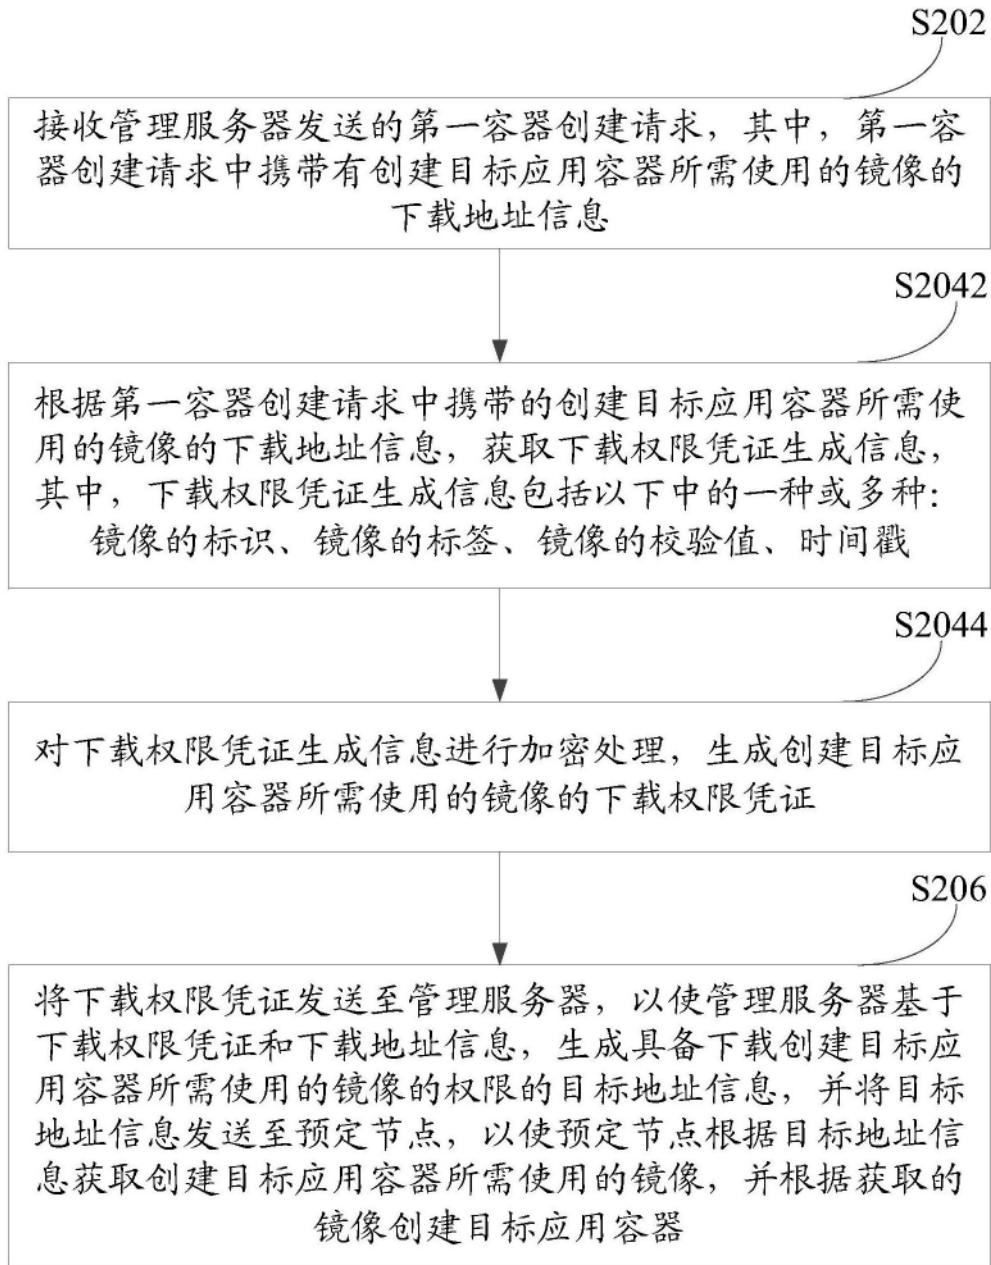 S202
接收管理服务器发送的第一容器创建请求，其中，第一容
器创建请求中携带有创建目标应用容器所需使用的镜像的
下载地址信息
S2042
根据第一容器创建请求中携带的创建目标应用容器所需使
用的镜像的下载地址信息，获取下载权限凭证生成信息，
其中，下载权限凭证生成信息包括以下中的一种或多种：
镜像的标识、镜像的标签、镜像的校验值、时间戳
S2044
对下载权限凭证生成信息进行加密处理，生成创建目标应
用容器所需使用的镜像的下载权限凭证
S206
将下载权限凭证发送至管理服务器，以使管理服务器基于
下载权限凭证和下载地址信息，生成具备下载创建目标应
用容器所需使用的镜像的权限的目标地址信息，并将目标
地址信息发送至预定节点，以使预定节点根据目标地址信
息获取创建目标应用容器所需使用的镜像，并根据获取的
镜像创建目标应用容器